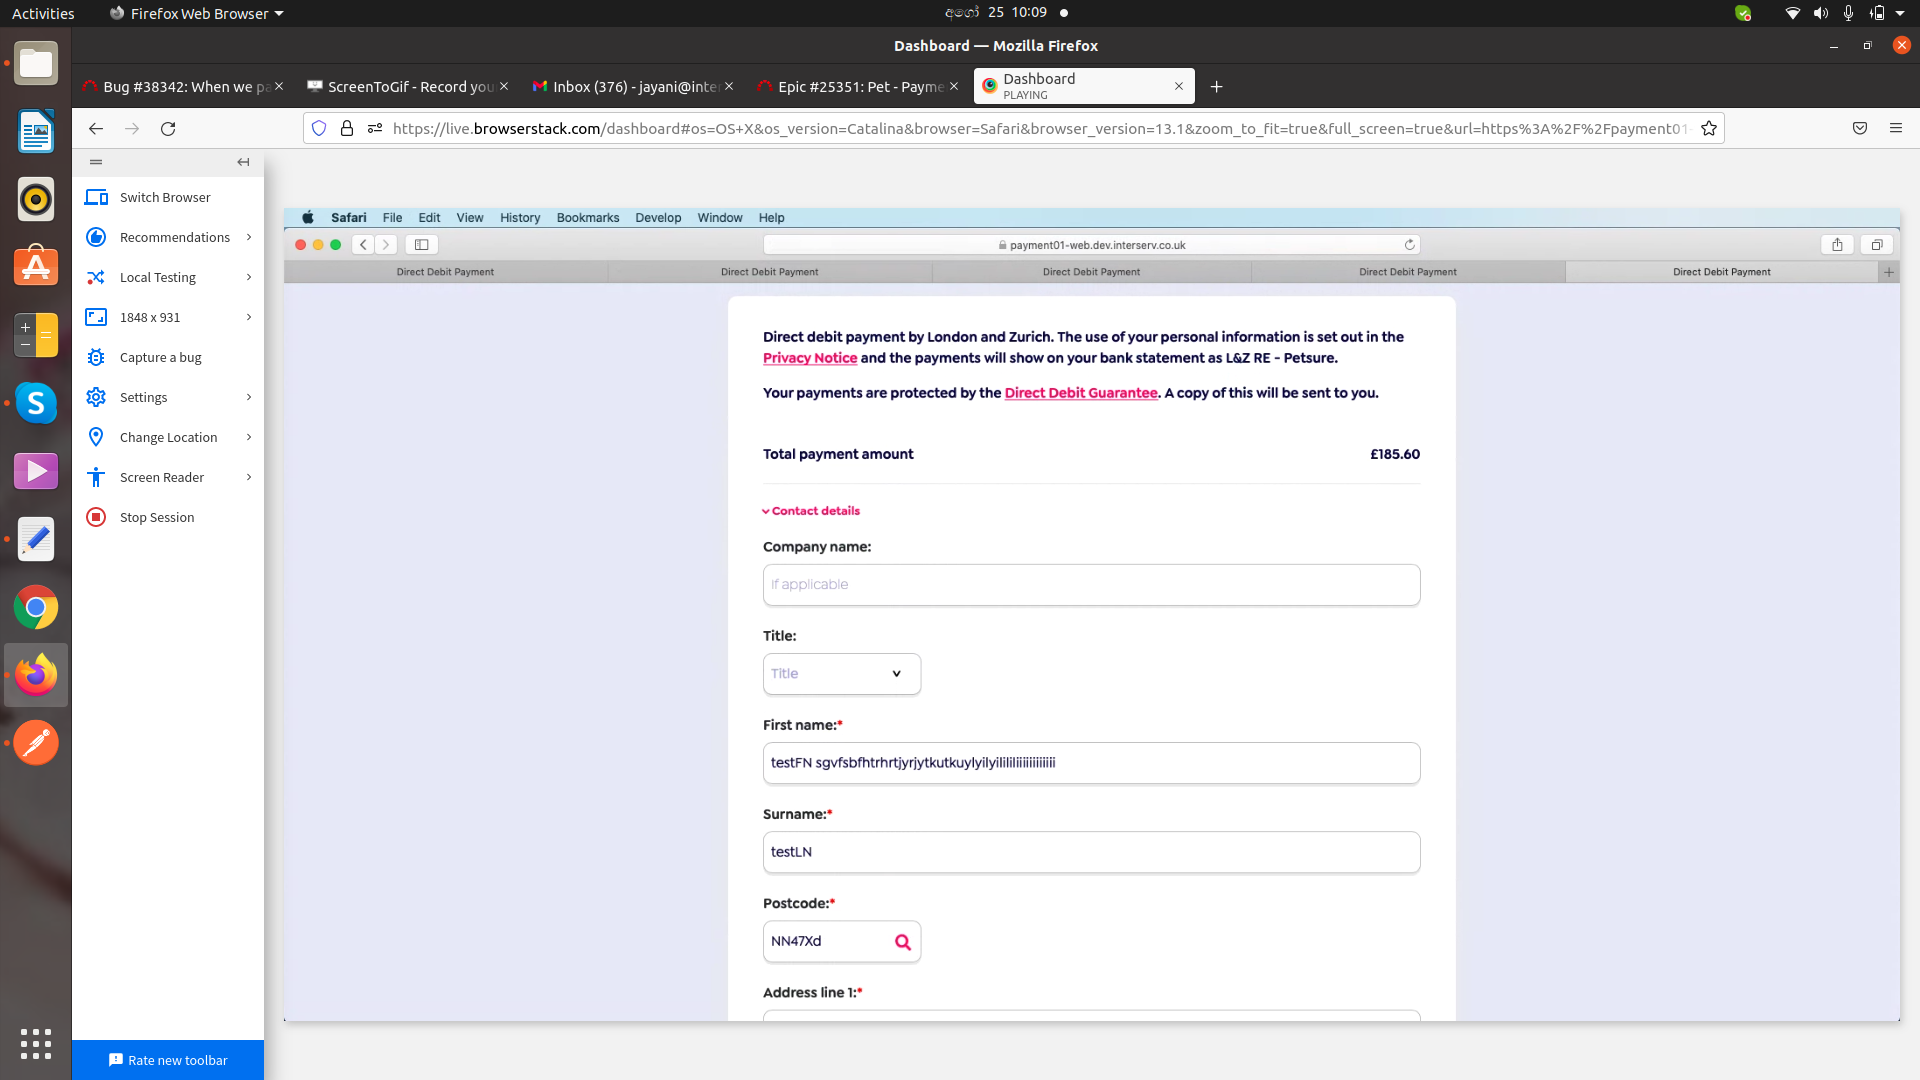 Activities
Firefox Web Browser
අගෝ 25 10:09
Dashboard — Mozilla Firefox
Bug #38342: When we pa
ScreenToGif - Record you
Inbox (376) - jayani@inter
Epic #25351: Pet - Payme
Dashboard
PLAYING
https://live.browserstack.com/dashboard#os=OS+X&os_version=Catalina&browser=Safari&browser_version=13.1&zoom_to_fit=true&full_screen=true&url=https%3A%2F%2Fpayment01-
Switch Browser
Recommendations
Local Testing
1848 x 931
Capture a bug
Settings
Change Location
Screen Reader
Stop Session
Rate new toolbar
Safari File Edit View History Bookmarks Develop Window Help
payment01-web.dev.interserv.co.uk
Direct Debit Payment
Direct Debit Payment
Direct Debit Payment
Direct Debit Payment
Direct Debit Payment
Direct debit payment by London and Zurich. The use of your personal information is set out in the
Privacy Notice and the payments will show on your bank statement as L&Z RE - Petsure.
Your payments are protected by the Direct Debit Guarantee. A copy of this will be sent to you.
Total payment amount £185.60
Contact details
Company name:
If applicable
Title:
Title
First name:*
Surname:*
testLN
Postcode:*
NN47Xd
Address line 1:*